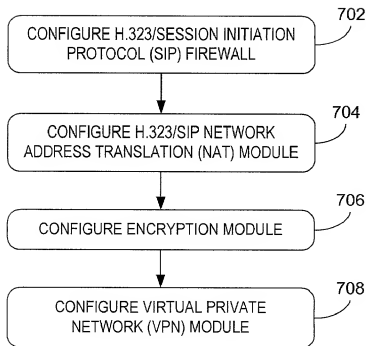 702
CONFIGURE H.323/SESSION INITIATION
PROTOCOL (SIP) FIREWALL
704
CONFIGURE H.323/SIP NETWORK
ADDRESS TRANSLATION (NAT) MODULE
706
CONFIGURE ENCRYPTION MODULE
708
CONFIGURE VIRTUAL PRIVATE
NETWORK (VPN) MODULE